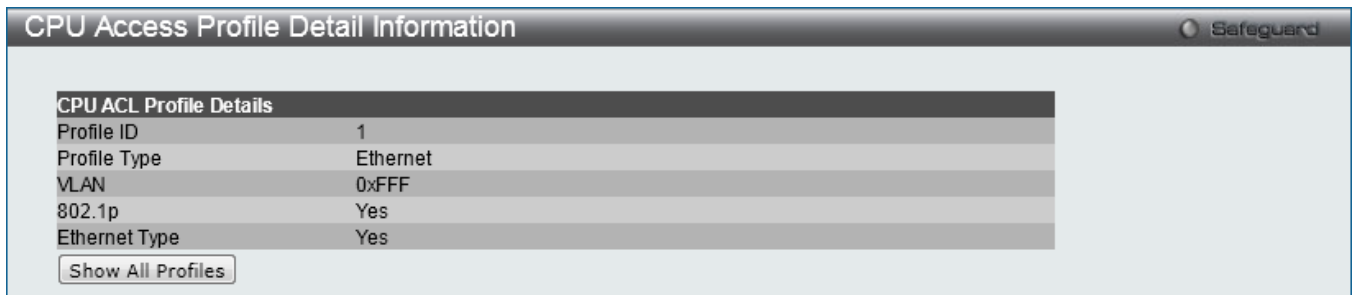 CPU Access Profile Detail Information
Safeguard
CPU ACL Profile Details
Profile ID 1
Profile Type Ethernet
VLAN 0xFFF
802.1p Yes
Ethernet Type Yes
Show All Profiles